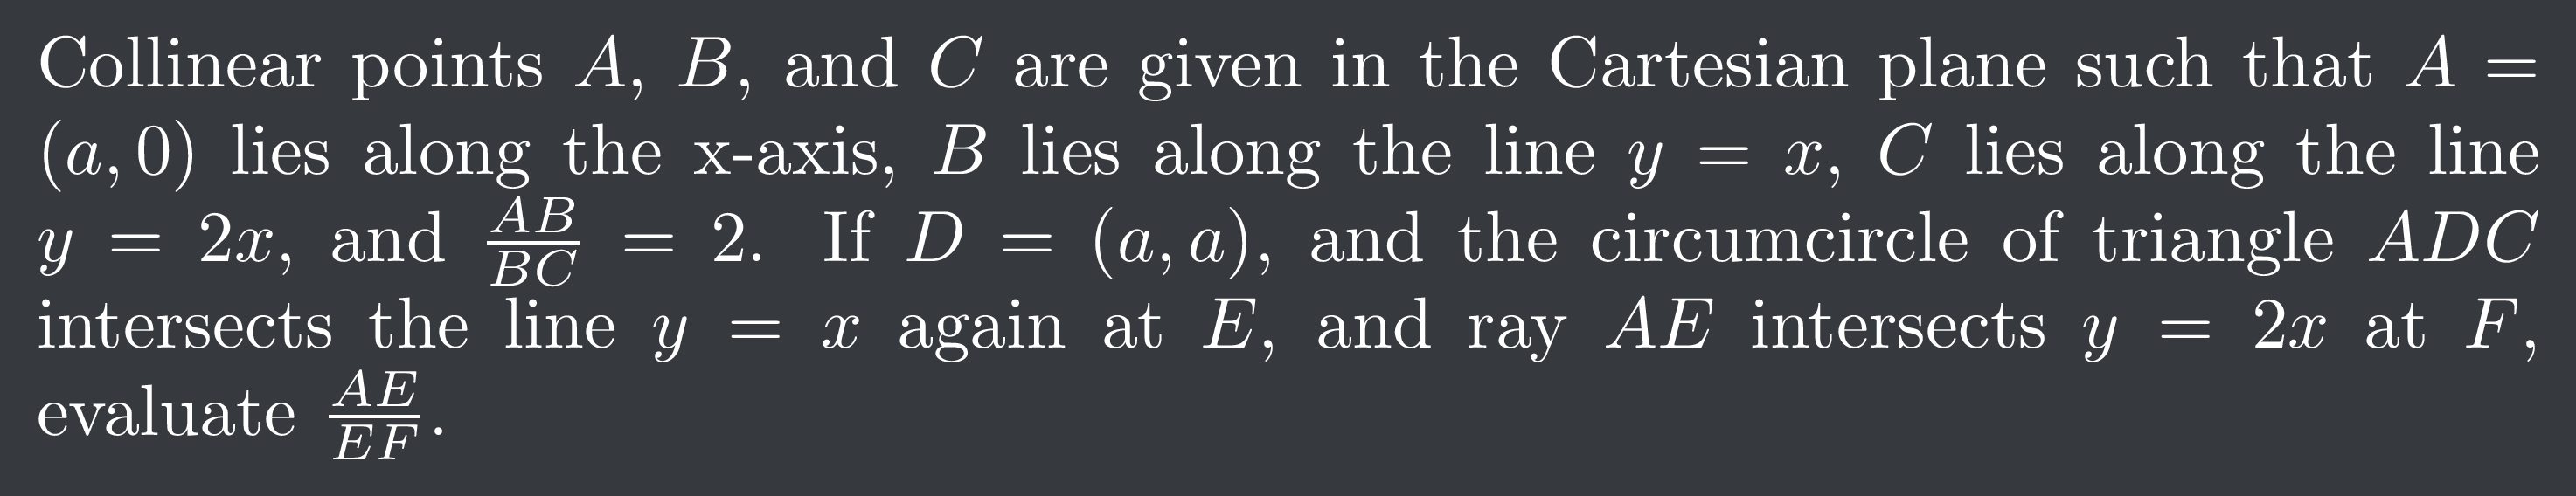 Collinear points A, B, and C are given in the Cartesian plane such that A =
(a, 0) lies along the x-axis, B lies along the line y = x, C lies along the line
y = 2x, and \frac{AB}{BC} = 2. If D = (a, a), and the circumcircle of triangle ADC
intersects the line y = x again at E, and ray AE intersects y = 2x at F,
evaluate \frac{AE}{EF}.